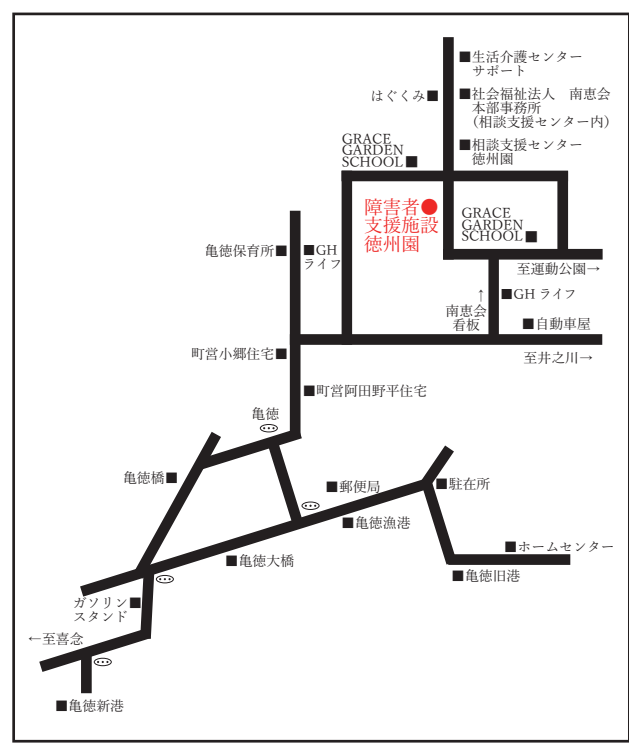 ■生活介護センター
サポート
はぐくみ■
■社会福祉法人　南恵会
本部事務所
（相談支援センター内）
GRACE
GARDEN
SCHOOL■
■相談支援センター
徳州園
障害者●
支援施設
徳州園
GRACE
GARDEN
SCHOOL■
亀徳保育所■
■GH
ライフ
至運動公園→
↑
南恵会
看板
■GH ライフ
■自動車屋
町営小郷住宅■
至井之川→
■町営阿田野平住宅
亀徳
亀徳橋■
■郵便局
■駐在所
■亀徳漁港
■ホームセンター
■亀徳大橋
■亀徳旧港
ガソリン■
スタンド
←至喜念
■亀徳新港